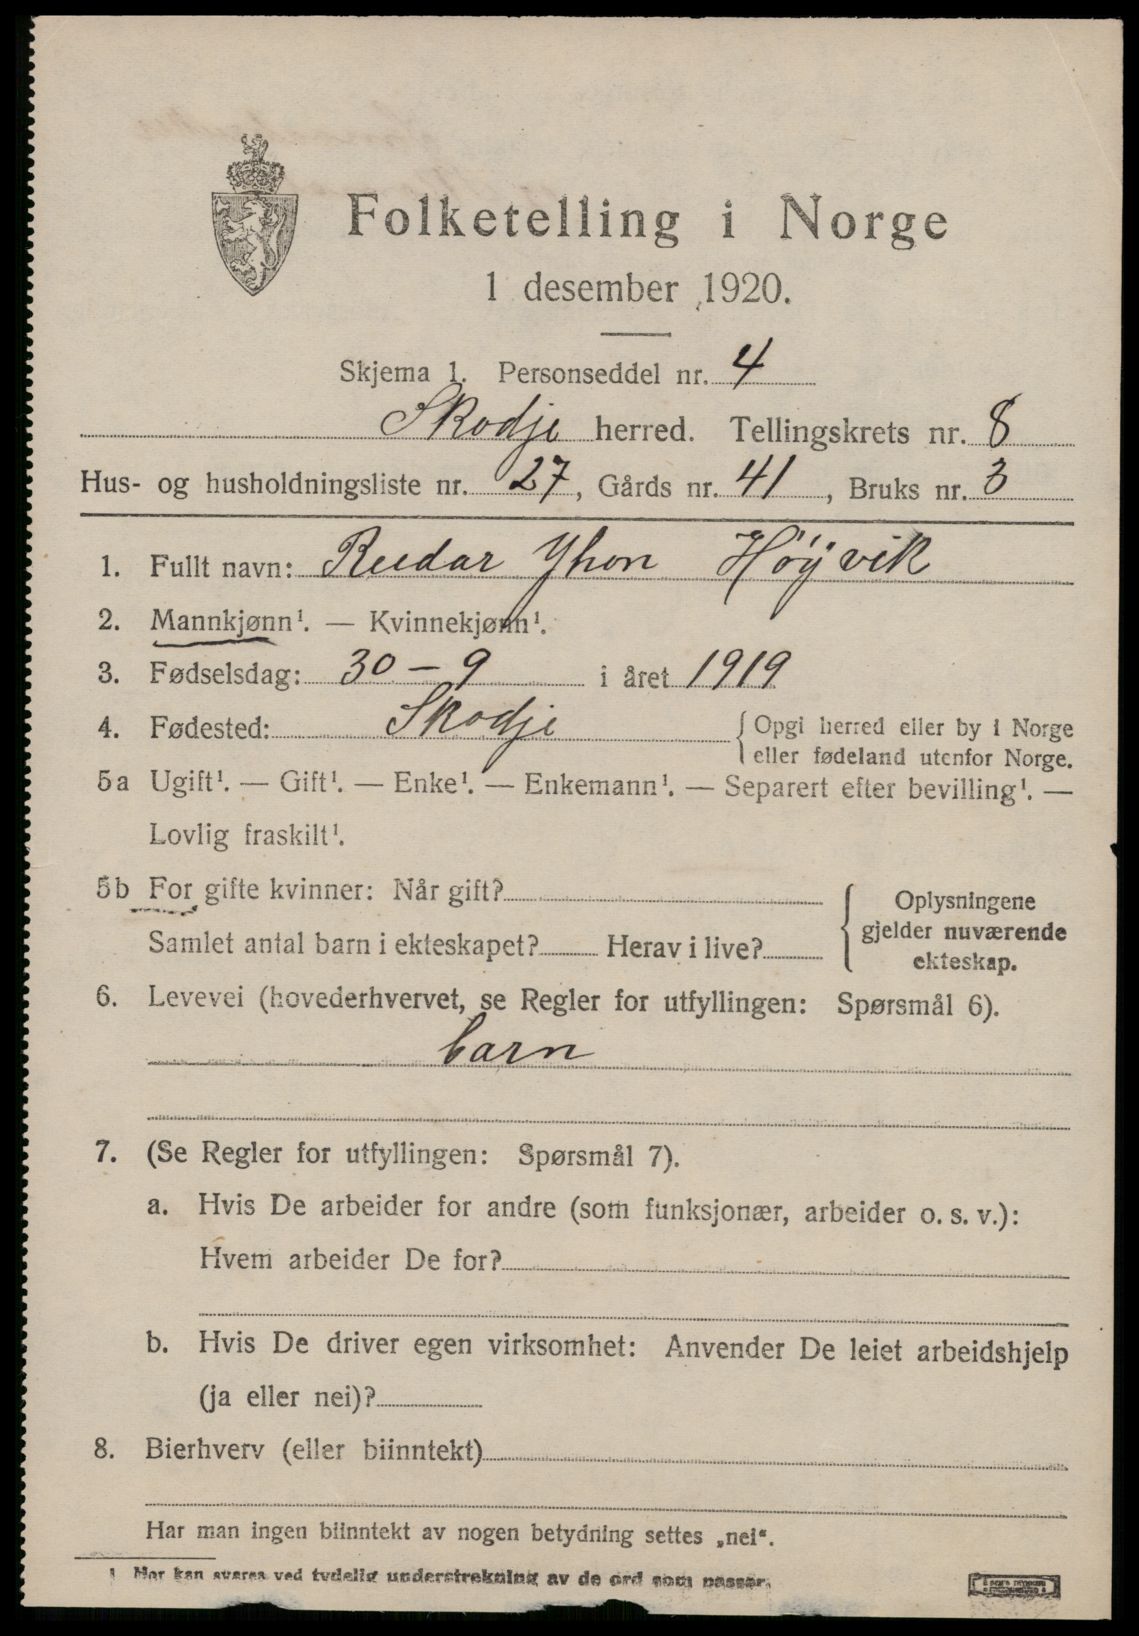 Folketelling i Norge
1 desember 1920.
Skjema 1. Personseddel nr. 4
Skodje herred. Tellingskrets nr. 8
Hus- og husholdningsliste nr. 27, Gårds nr. 41, Bruks nr. 3
1. Fullt navn: Reedar Yhon Höyvik
2. Mannkjønn¹. — Kvinnekjønn¹.
3. Fødselsdag: 30 – 9 i året 1919
4. Fødested: Skodje {Opgi herred eller by i Norge
eller fødeland utenfor Norge.
5a Ugift¹. — Gift¹. — Enke¹. — Enkemann¹. — Separert efter bevilling¹. —
Lovlig fraskilt¹.
5b For gifte kvinner: Når gift?
Samlet antal barn i ekteskapet? Herav i live?
Oplysningene
gjelder nuværende
ekteskap.
6. Levevei (hovederhvervet, se Regler for utfyllingen: Spørsmål 6).
barn
7. (Se Regler for utfyllingen: Spørsmål 7).
a. Hvis De arbeider for andre (som funksjonær, arbeider o. s. v.):
Hvem arbeider De for?
b. Hvis De driver egen virksomhet: Anvender De leiet arbeidshjelp
(ja eller nei)?
8. Bierhverv (eller biinntekt)
Har man ingen biinntekt av nogen betydning settes „nei“.
1 Her kan svares ved tydelig understrekning av de ord som passer.